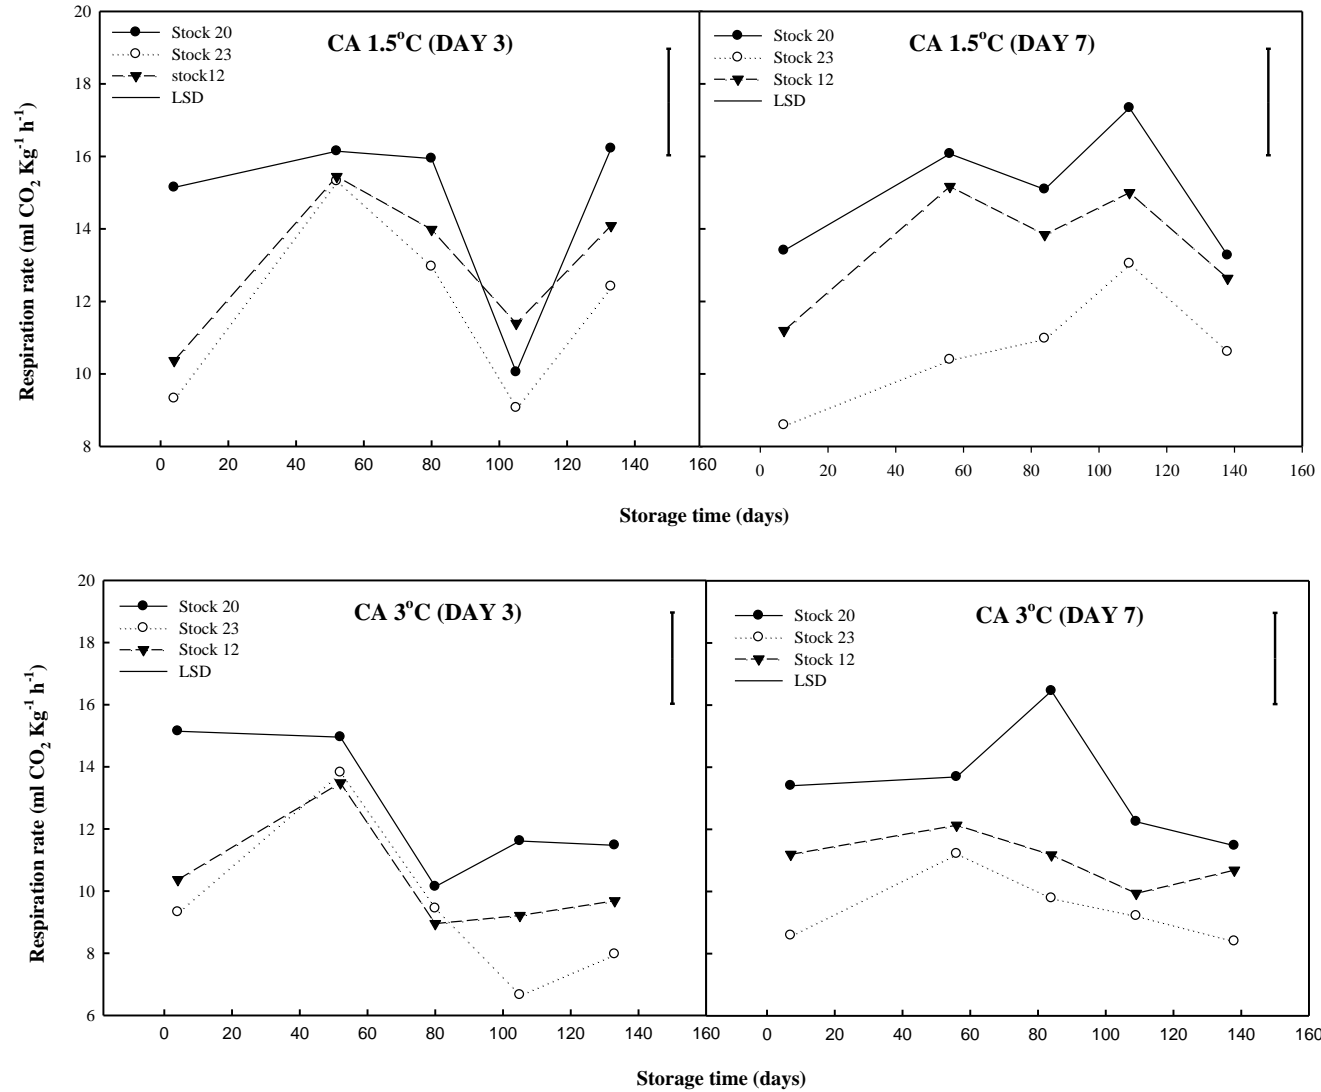 CA 1.5°C (DAY 3)
Stock 20
Stock 23
stock12
LSD
20
18
16
14
12
10
8
0 20 40 60 80 100 120 140 160
CA 1.5°C (DAY 7)
Stock 20
Stock 23
Stock 12
LSD
0 20 40 60 80 100 120 140 160
Respiration rate (ml CO₂ Kg⁻¹ h⁻¹)
Storage time (days)
CA 3°C (DAY 3)
Stock 20
Stock 23
Stock 12
LSD
20
18
16
14
12
10
8
6
0 20 40 60 80 100 120 140 160
CA 3°C (DAY 7)
Stock 20
Stock 23
Stock 12
LSD
0 20 40 60 80 100 120 140 160
Respiration rate (ml CO₂ Kg⁻¹ h⁻¹)
Storage time (days)